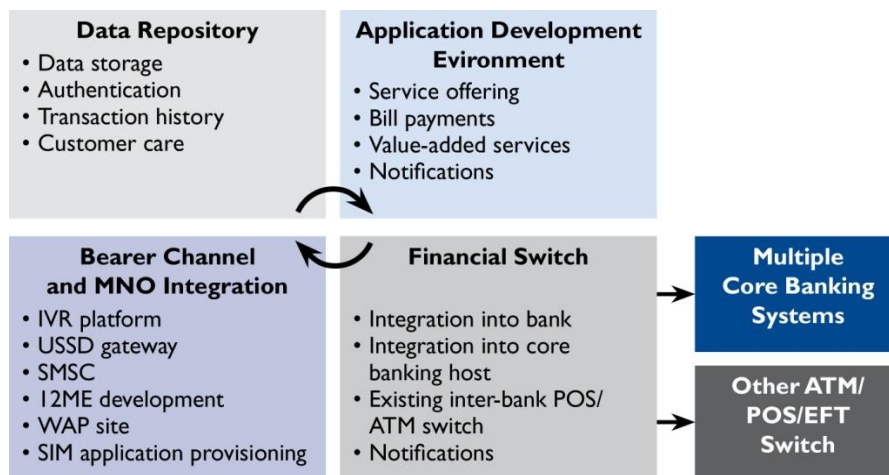 Data Repository
• Data storage
• Authentication
• Transaction history
• Customer care
Application Development
Evironment
• Service offering
• Bill payments
• Value-added services
• Notifications
Bearer Channel
and MNO Integration
• IVR platform
• USSD gateway
• SMSC
• 12ME development
• WAP site
• SIM application provisioning
Financial Switch
• Integration into bank
• Integration into core
banking host
• Existing inter-bank POS/
ATM switch
• Notifications
Multiple
Core Banking
Systems
Other ATM/
POS/EFT
Switch